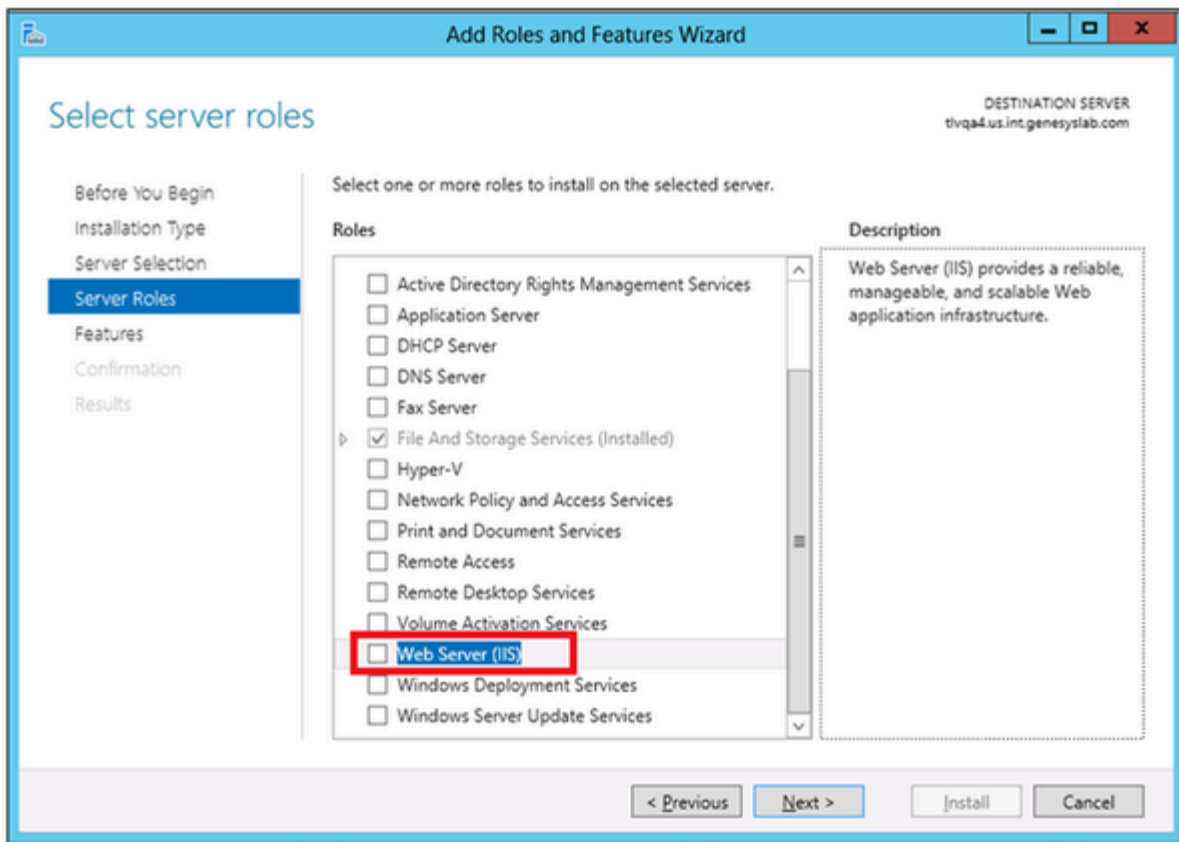 Add Roles and Features Wizard
Select server roles
DESTINATION SERVER
tlvqa4.us.int.genesyslab.com
Before You Begin
Installation Type
Server Selection
Server Roles
Features
Confirmation
Results
Select one or more roles to install on the selected server.
Roles
Active Directory Rights Management Services
Application Server
DHCP Server
DNS Server
Fax Server
File And Storage Services (Installed)
Hyper-V
Network Policy and Access Services
Print and Document Services
Remote Access
Remote Desktop Services
Volume Activation Services
Web Server (IIS)
Windows Deployment Services
Windows Server Update Services
Description
Web Server (IIS) provides a reliable,
manageable, and scalable Web
application infrastructure.
< Previous
Next >
Install
Cancel